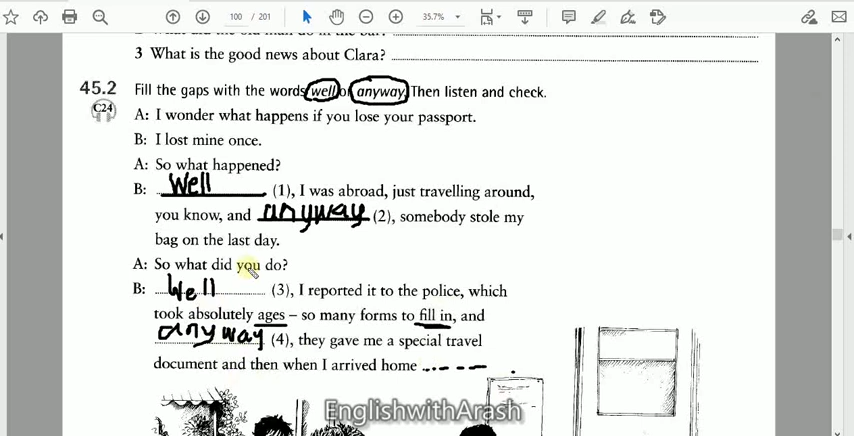 100 / 201
35.7%
3 What is the good news about Clara?
45.2 Fill the gaps with the words well or anyway. Then listen and check.
C24
A: I wonder what happens if you lose your passport.
B: I lost mine once.
A: So what happened?
B: Well (1), I was abroad, just travelling around,
you know, and anyway (2), somebody stole my
bag on the last day.
A: So what did you do?
B: Well (3), I reported it to the police, which
took absolutely ages – so many forms to fill in, and
anyway (4), they gave me a special travel
document and then when I arrived home ...
EnglishwithArash